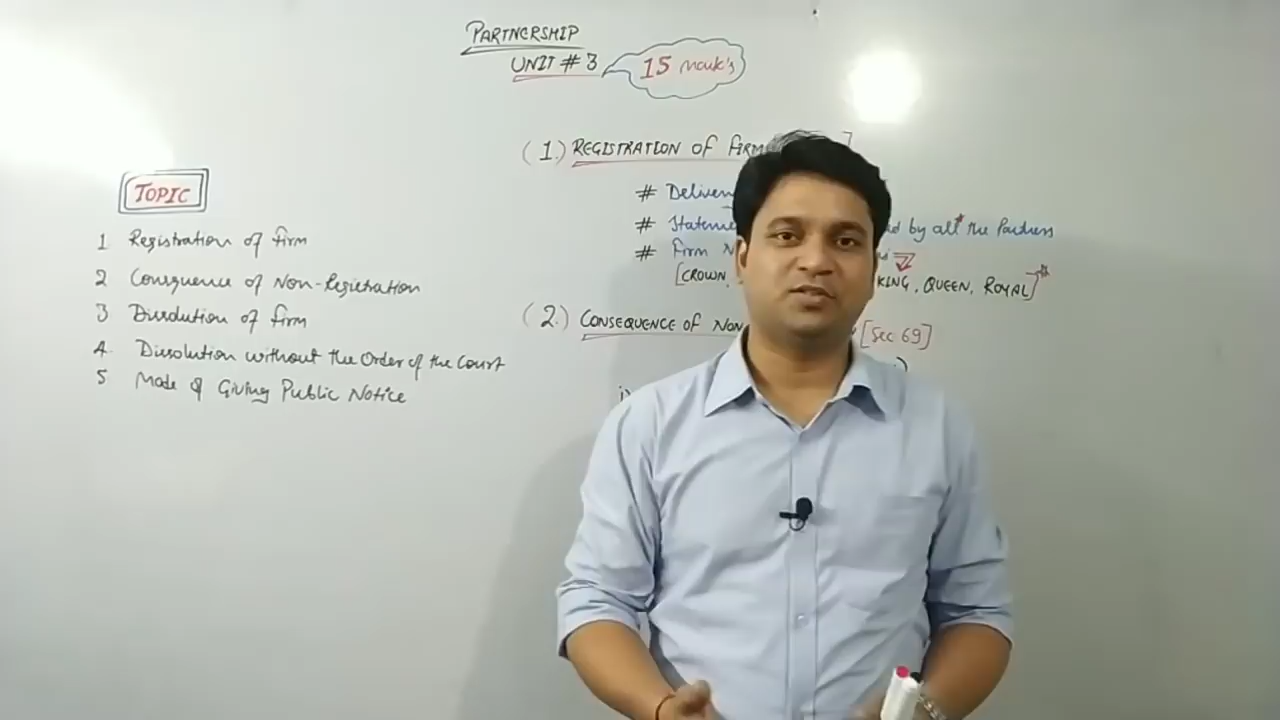 PARTNERSHIP
UNIT # 3
15 Mark's
TOPIC
1 Registration of firm
2 Consequence of Non-Registration
3 Dissolution of firm
4. Dissolution without the Order of the Court
5 Mode of Giving Public Notice
(1.) REGISTRATION OF FIRM ]
# 
# by all* the Partners
# Firm
[CROWN, KING, QUEEN, ROYAL]*
(2.) CONSEQUENCE OF NON [Sec 69]
i)